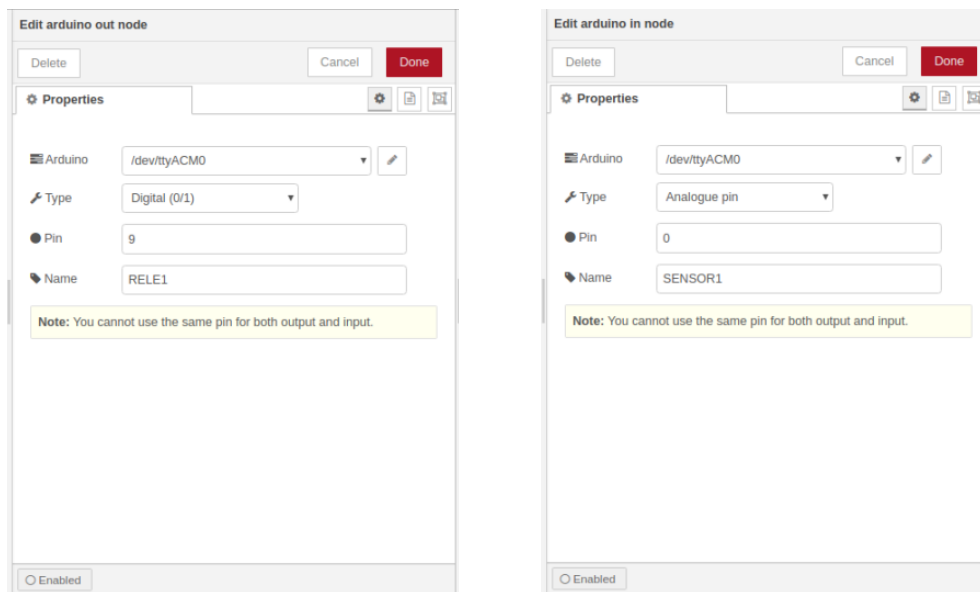 Edit arduino out node
Delete
Cancel
Done
Properties
Arduino
/dev/ttyACM0
Type
Digital (0/1)
Pin
9
Name
RELE1
Note: You cannot use the same pin for both output and input.
Enabled
Edit arduino in node
Delete
Cancel
Done
Properties
Arduino
/dev/ttyACM0
Type
Analogue pin
Pin
0
Name
SENSOR1
Note: You cannot use the same pin for both output and input.
Enabled